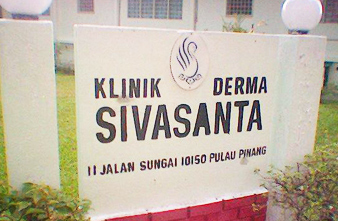 KLINIK DERMA
SIVASANTA
11 JALAN SUNGAI 10150 PULAU PINANG